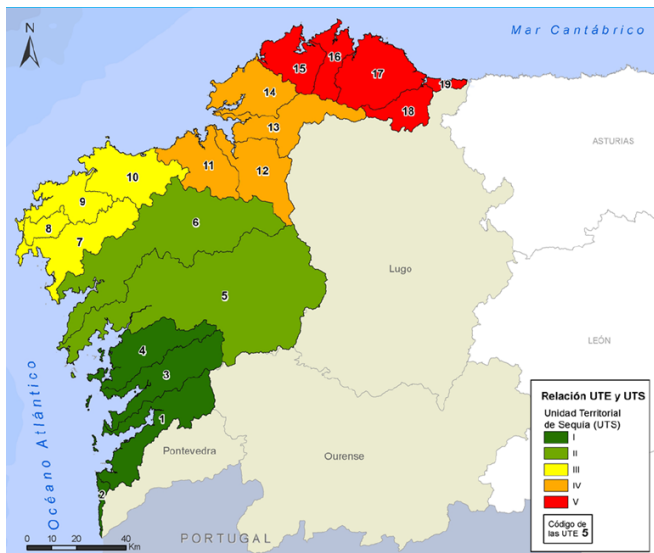 Mar Cantábrico
N
16
15
17
14
19
18
13
ASTURIAS
11
12
10
9
8
7
6
Lugo
5
LEÓN
4
3
1
2
Océano Atlántico
Pontevedra
Ourense
PORTUGAL
0
20
40
Km
Relación UTE y UTS
Unidad Territorial
de Sequia (UTS)
I
II
III
IV
V
Código de
las UTE 5